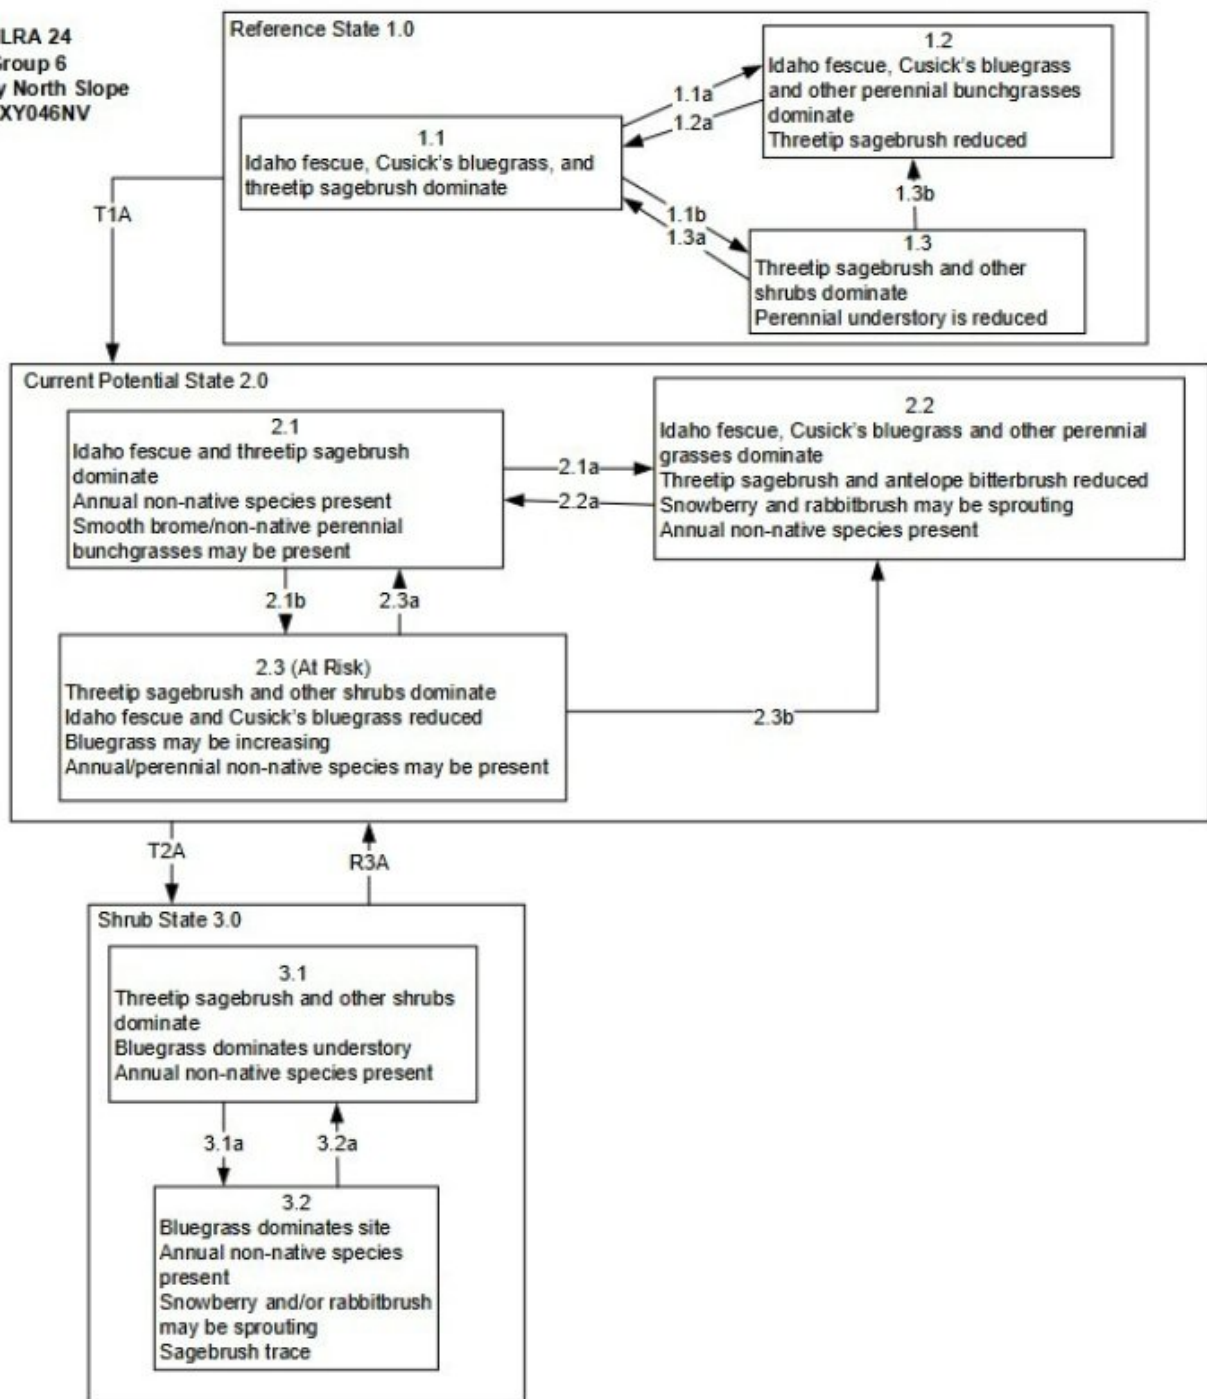 LRA 24
Group 6
y North Slope
XY046NV
Reference State 1.0
1.1
Idaho fescue, Cusick's bluegrass, and
threetip sagebrush dominate
1.1a
1.2a
1.2
Idaho fescue, Cusick's bluegrass
and other perennial bunchgrasses
dominate
Threetip sagebrush reduced
1.1b
1.3a
1.3b
1.3
Threetip sagebrush and other
shrubs dominate
Perennial understory is reduced
T1A
Current Potential State 2.0
2.1
Idaho fescue and threetip sagebrush
dominate
Annual non-native species present
Smooth brome/non-native perennial
bunchgrasses may be present
2.1a
2.2a
2.2
Idaho fescue, Cusick's bluegrass and other perennial
grasses dominate
Threetip sagebrush and antelope bitterbrush reduced
Snowberry and rabbitbrush may be sprouting
Annual non-native species present
2.1b
2.3a
2.3 (At Risk)
Threetip sagebrush and other shrubs dominate
Idaho fescue and Cusick's bluegrass reduced
Bluegrass may be increasing
Annual/perennial non-native species may be present
2.3b
T2A
R3A
Shrub State 3.0
3.1
Threetip sagebrush and other shrubs
dominate
Bluegrass dominates understory
Annual non-native species present
3.1a
3.2a
3.2
Bluegrass dominates site
Annual non-native species
present
Snowberry and/or rabbitbrush
may be sprouting
Sagebrush trace